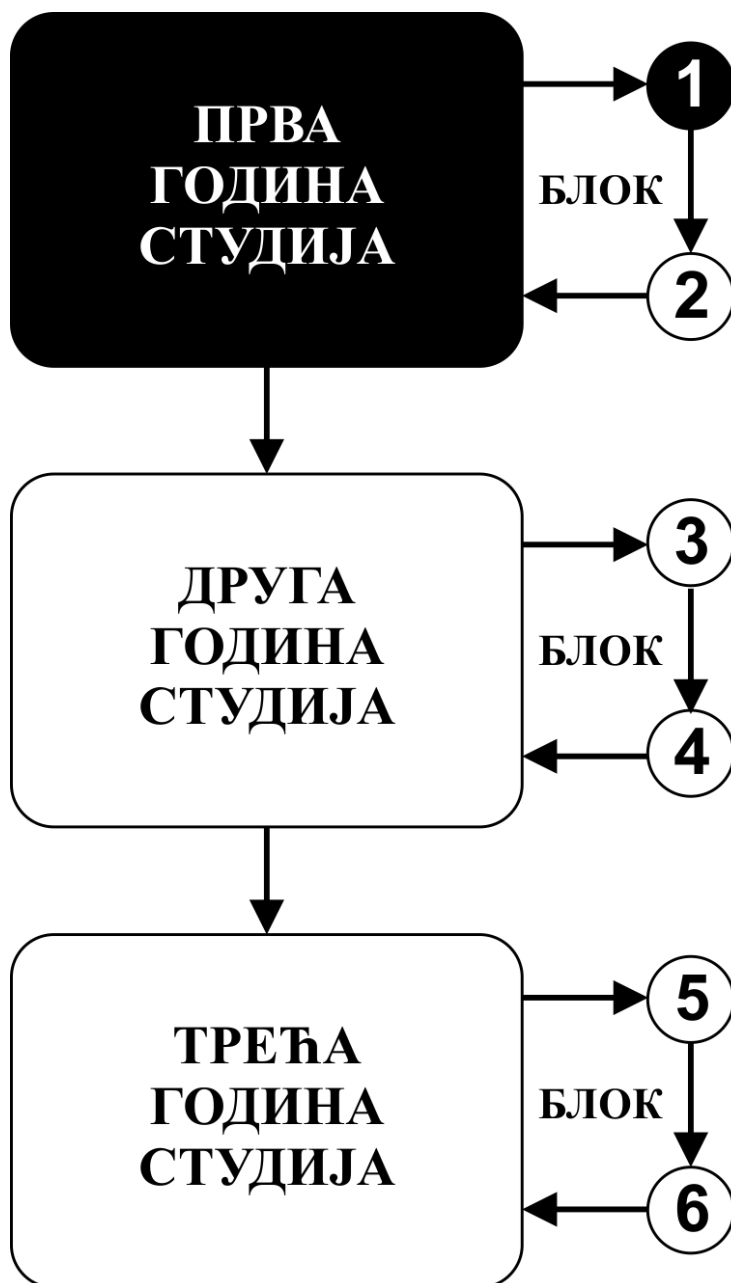 ПРВА
ГОДИНА
СТУДИЈА
1
БЛОК
2
ДРУГА
ГОДИНА
СТУДИЈА
3
БЛОК
4
ТРЕЋА
ГОДИНА
СТУДИЈА
5
БЛОК
6